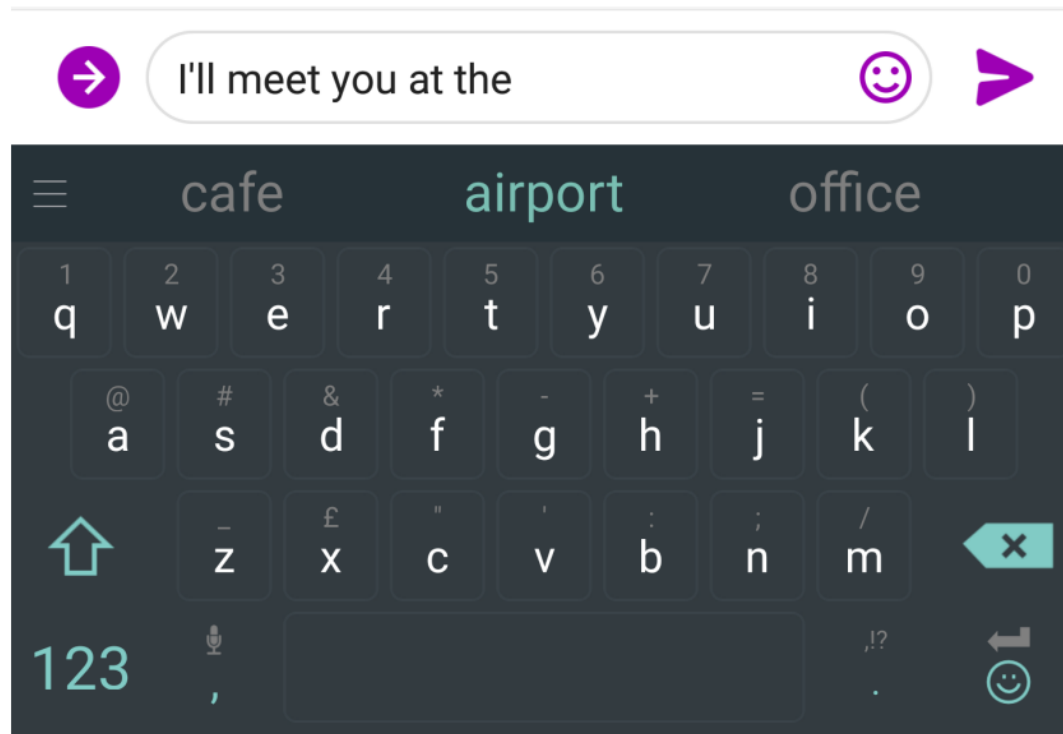 I'll meet you at the
cafe airport office
1 2 3 4 5 6 7 8 9 0
q w e r t y u i o p
@ # & * - + = ( )
a s d f g h j k l
_ £ " ' : ; /
z x c v b n m
,!?
123 , .